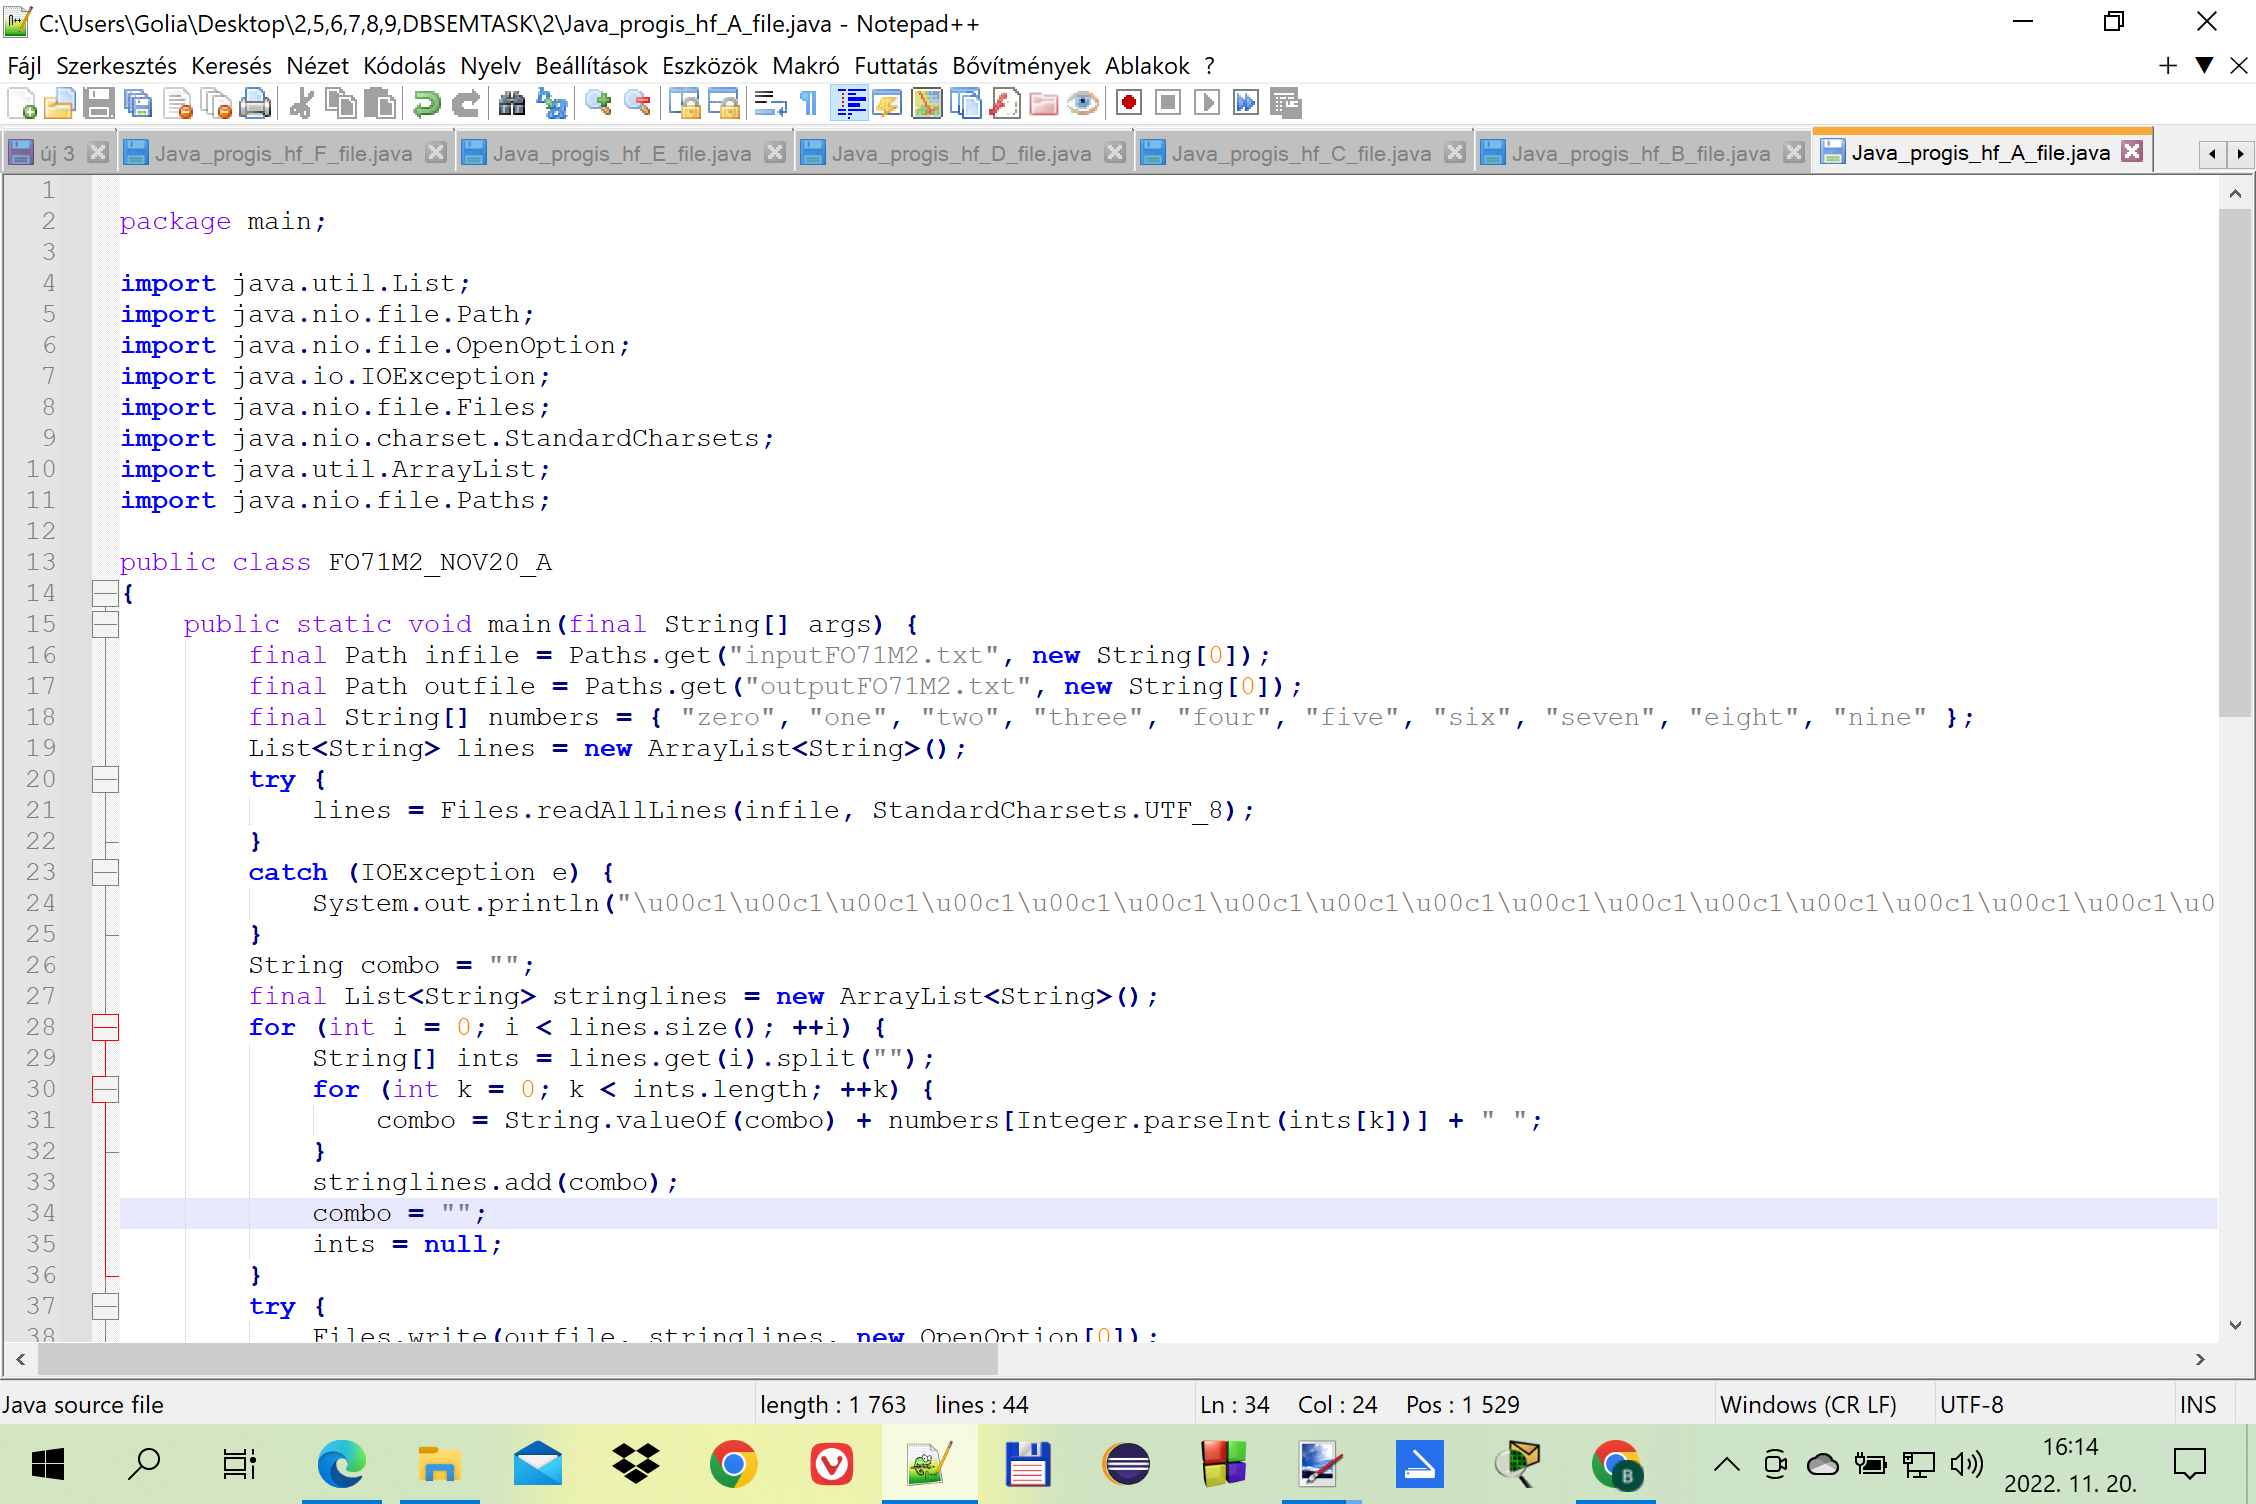 C:\Users\Golia\Desktop\2,5,6,7,8,9,DBSEMTASK\2\Java_progis_hf_A_file.java - Notepad++
Fájl Szerkesztés Keresés Nézet Kódolás Nyelv Beállítások Eszközök Makró Futtatás Bővítmények Ablakok ?
új 3 Java_progis_hf_F_file.java Java_progis_hf_E_file.java Java_progis_hf_D_file.java Java_progis_hf_C_file.java Java_progis_hf_B_file.java Java_progis_hf_A_file.java
1
2 package main;
3
4 import java.util.List;
5 import java.nio.file.Path;
6 import java.nio.file.OpenOption;
7 import java.io.IOException;
8 import java.nio.file.Files;
9 import java.nio.charset.StandardCharsets;
10 import java.util.ArrayList;
11 import java.nio.file.Paths;
12
13 public class FO71M2_NOV20_A
14 {
15 public static void main(final String[] args) {
16 final Path infile = Paths.get("inputFO71M2.txt", new String[0]);
17 final Path outfile = Paths.get("outputFO71M2.txt", new String[0]);
18 final String[] numbers = { "zero", "one", "two", "three", "four", "five", "six", "seven", "eight", "nine" };
19 List<String> lines = new ArrayList<String>();
20 try {
21 lines = Files.readAllLines(infile, StandardCharsets.UTF_8);
22 }
23 catch (IOException e) {
24 System.out.println("\u00c1\u00c1\u00c1\u00c1\u00c1\u00c1\u00c1\u00c1\u00c1\u00c1\u00c1\u00c1\u00c1\u00c1\u00c1\u00c1\u0
25 }
26 String combo = "";
27 final List<String> stringlines = new ArrayList<String>();
28 for (int i = 0; i < lines.size(); ++i) {
29 String[] ints = lines.get(i).split("");
30 for (int k = 0; k < ints.length; ++k) {
31 combo = String.valueOf(combo) + numbers[Integer.parseInt(ints[k])] + " ";
32 }
33 stringlines.add(combo);
34 combo = "";
35 ints = null;
36 }
37 try {
38 Files.write(outfile, stringlines, new OpenOption[0]);
Java source file length : 1 763 lines : 44 Ln : 34 Col : 24 Pos : 1 529 Windows (CR LF) UTF-8 INS
16:14
2022. 11. 20.
B